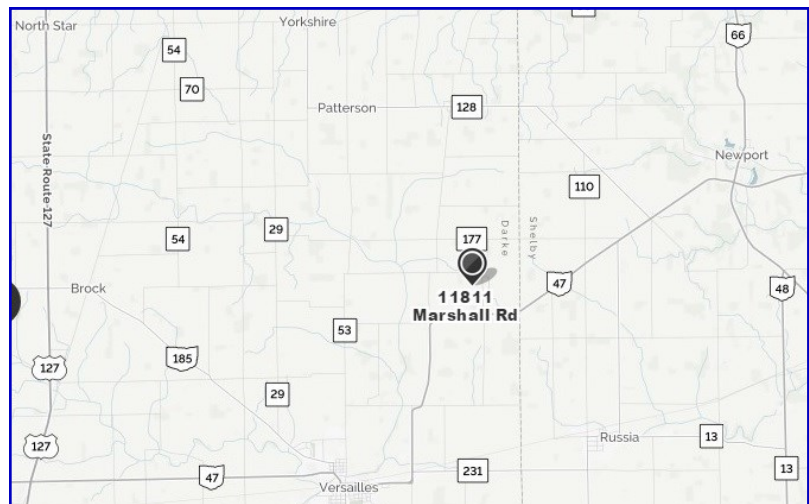 North Star
Yorkshire
54
66
70
Patterson
128
State Route-127
Newport
110
29
177
Darke
Shelby
54
11811
Marshall Rd
47
48
Brock
53
185
127
29
127
Russia
13
47
Versailles
231
13